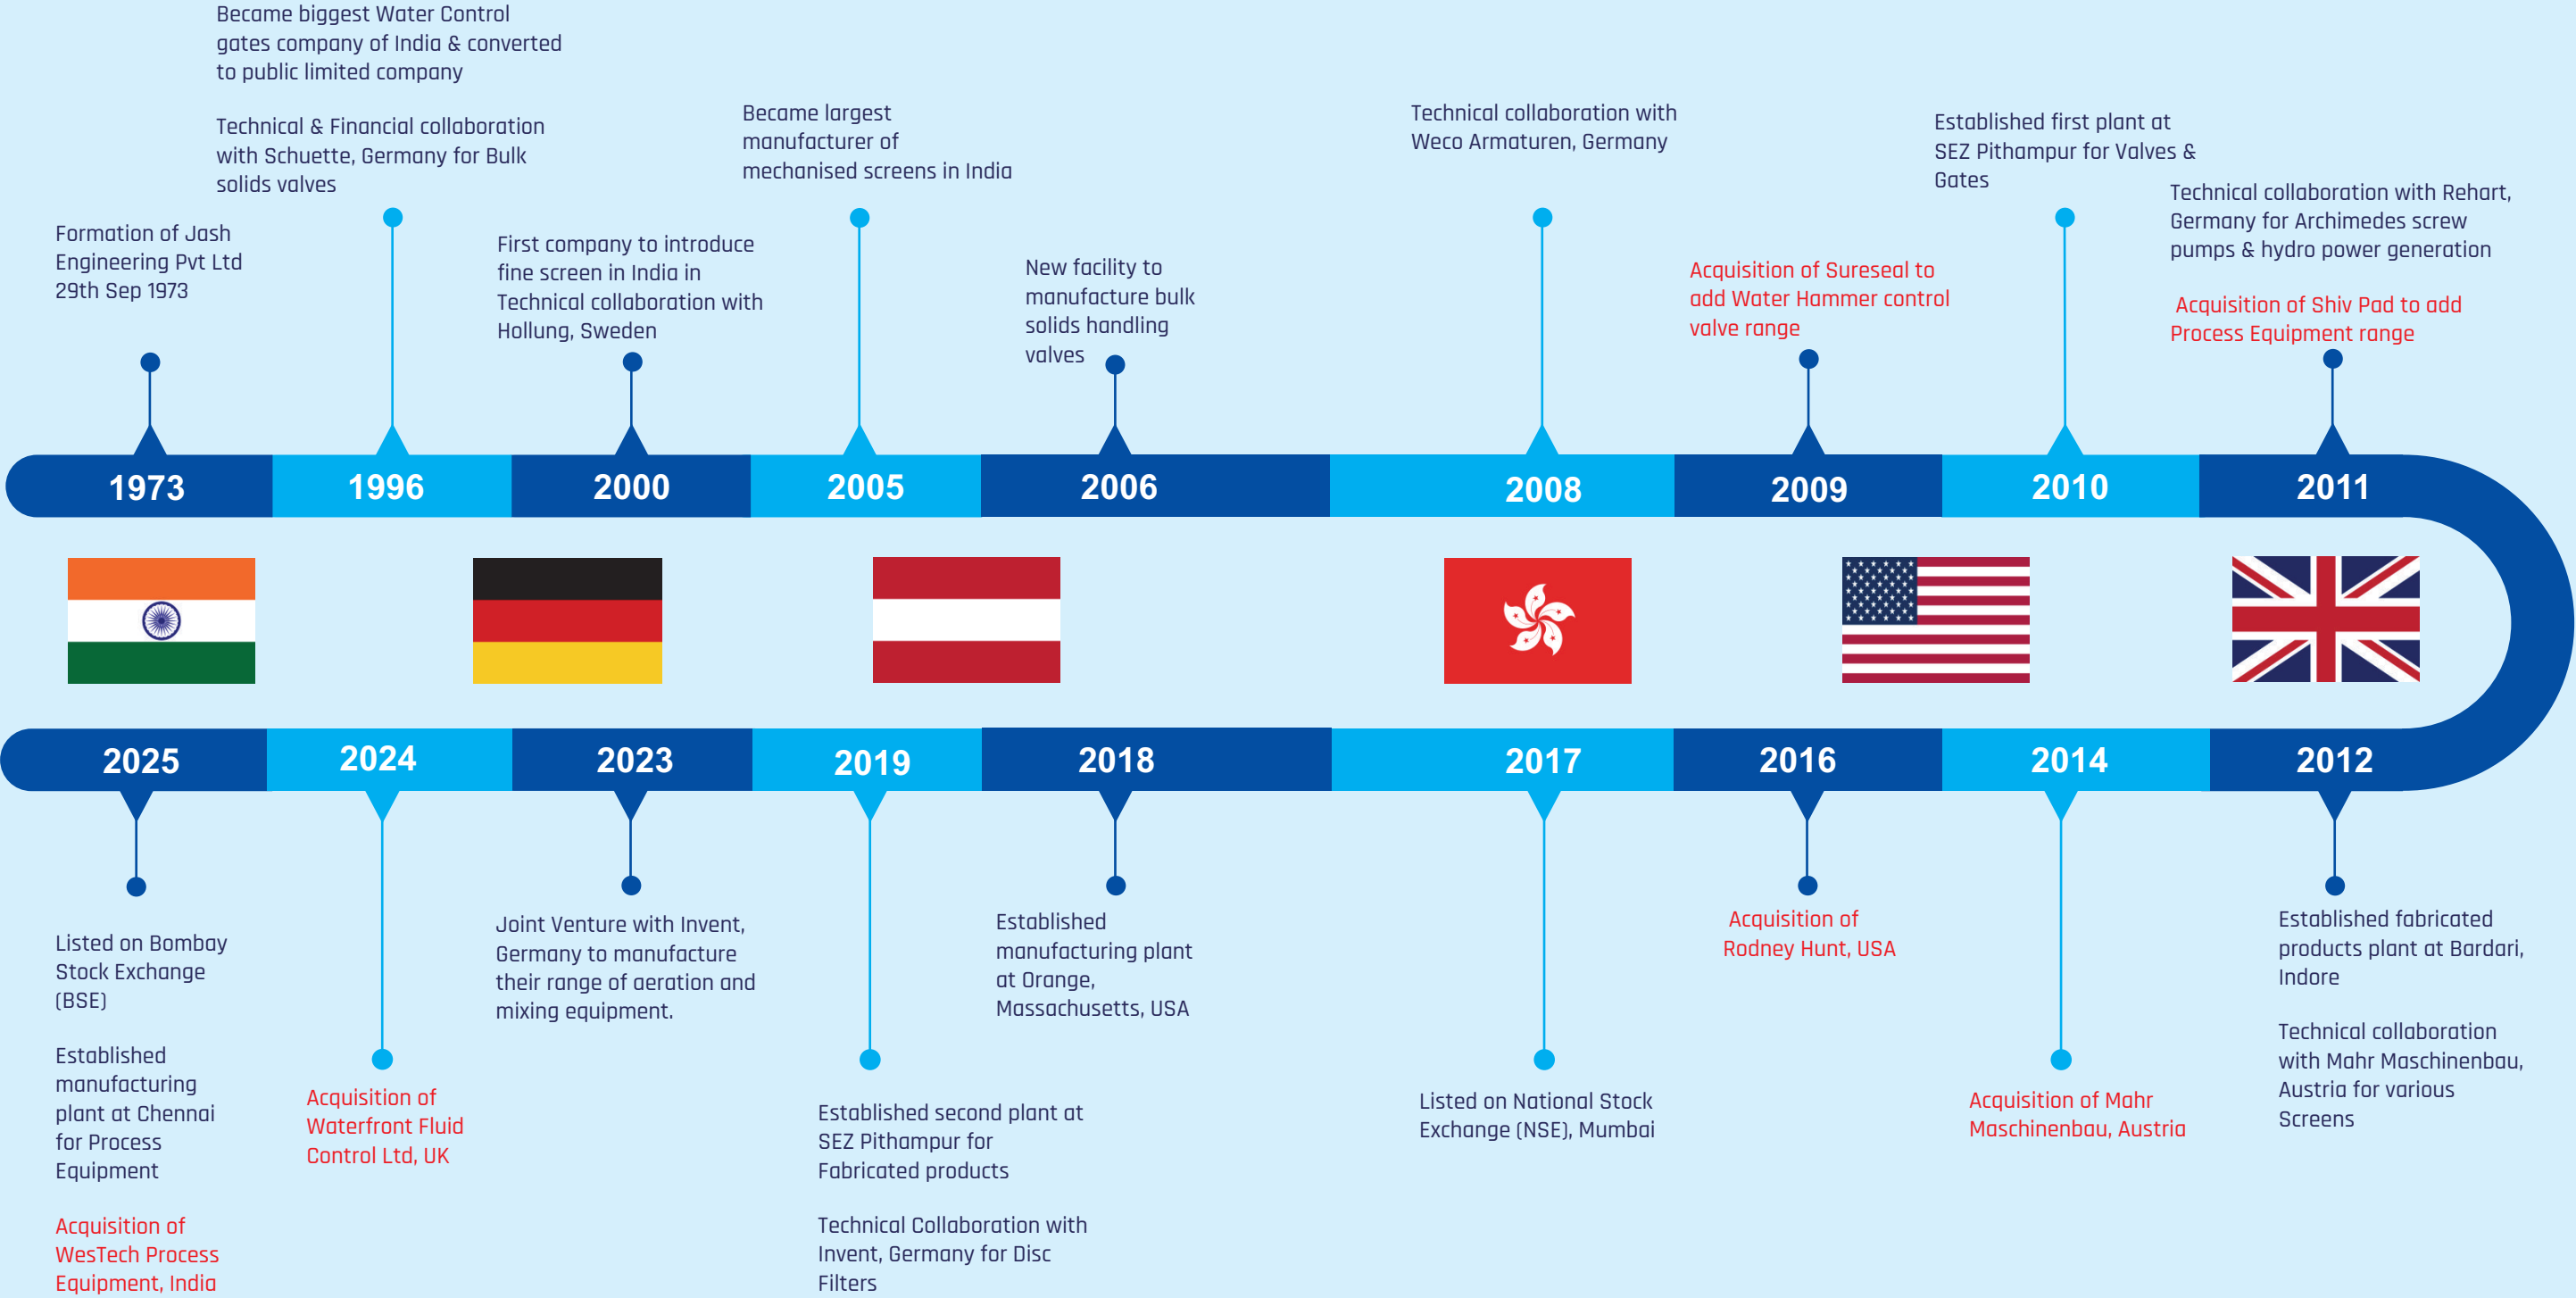 Became biggest Water Control
gates company of India & converted
to public limited company
Technical & Financial collaboration
with Schuette, Germany for Bulk
solids valves
Became largest
manufacturer of
mechanised screens in India
Technical collaboration with
Weco Armaturen, Germany
Established first plant at
SEZ Pithampur for Valves &
Gates
Formation of Jash
Engineering Pvt Ltd
29th Sep 1973
First company to introduce
fine screen in India in
Technical collaboration with
Hollung, Sweden
New facility to
manufacture bulk
solids handling
valves
Acquisition of Sureseal to
add Water Hammer control
valve range
Technical collaboration with Rehart,
Germany for Archimedes screw
pumps & hydro power generation
Acquisition of Shiv Pad to add
Process Equipment range
1973
1996
2000
2005
2006
2008
2009
2010
2011
2025
2024
2023
2019
2018
2017
2016
2014
2012
Listed on Bombay
Stock Exchange
(BSE)
Established
manufacturing
plant at Chennai
for Process
Equipment
Acquisition of
WesTech Process
Equipment, India
Acquisition of
Waterfront Fluid
Control Ltd, UK
Joint Venture with Invent,
Germany to manufacture
their range of aeration and
mixing equipment.
Established second plant at
SEZ Pithampur for
Fabricated products
Technical Collaboration with
Invent, Germany for Disc
Filters
Established
manufacturing plant
at Orange,
Massachusetts, USA
Listed on National Stock
Exchange (NSE), Mumbai
Acquisition of
Rodney Hunt, USA
Acquisition of Mahr
Maschinenbau, Austria
Established fabricated
products plant at Bardari,
Indore
Technical collaboration
with Mahr Maschinenbau,
Austria for various
Screens